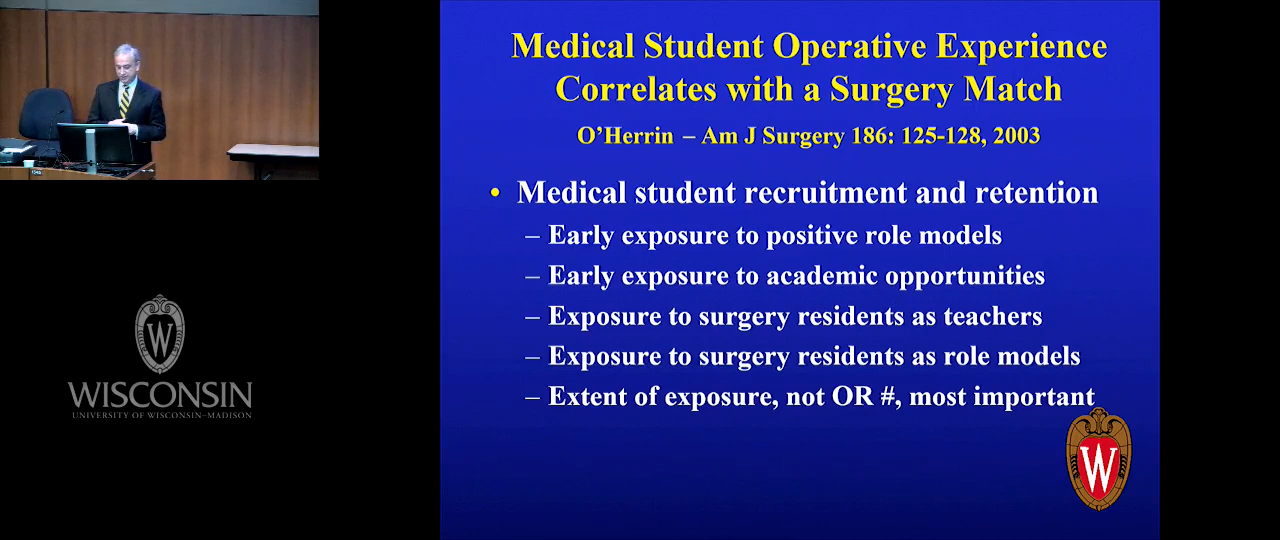 Medical Student Operative Experience
Correlates with a Surgery Match
O'Herrin – Am J Surgery 186: 125-128, 2003
• Medical student recruitment and retention
– Early exposure to positive role models
– Early exposure to academic opportunities
– Exposure to surgery residents as teachers
– Exposure to surgery residents as role models
– Extent of exposure, not OR #, most important
W
W
WISCONSIN
UNIVERSITY OF WISCONSIN–MADISON